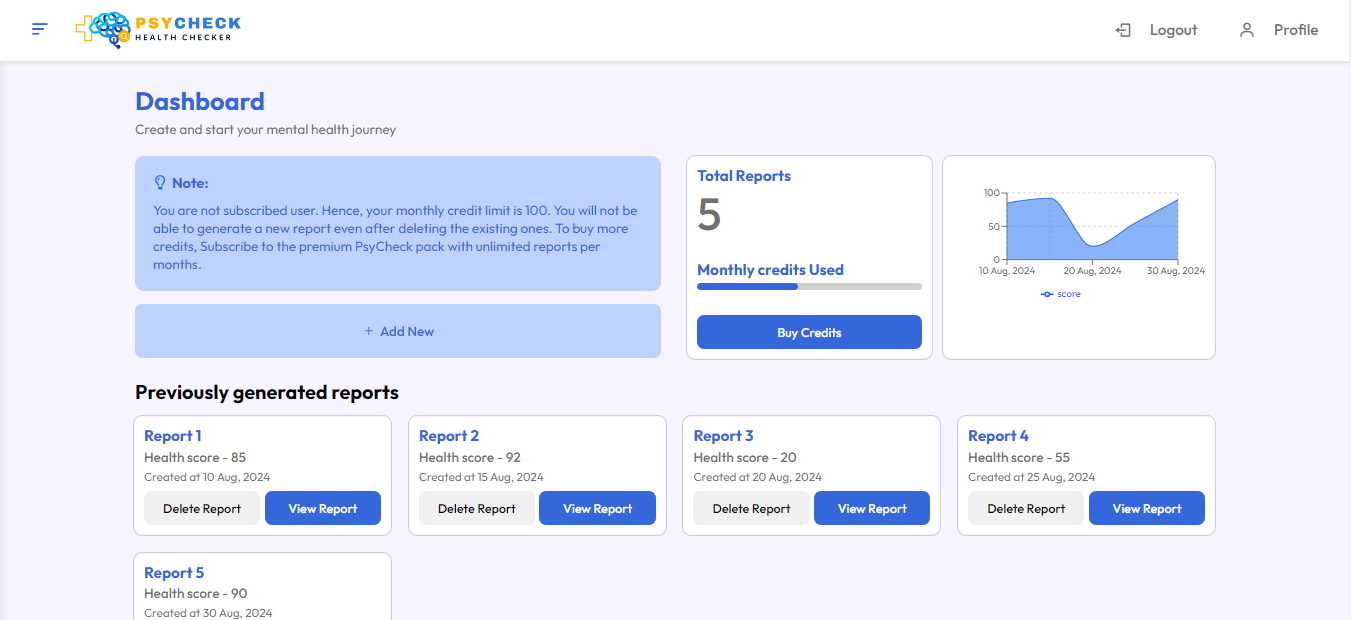 PSYCHECK
HEALTH CHECKER
Logout
Profile
Dashboard
Create and start your mental health journey
Note:
You are not subscribed user. Hence, your monthly credit limit is 100. You will not be
able to generate a new report even after deleting the existing ones. To buy more
credits, Subscribe to the premium PsyCheck pack with unlimited reports per
months.
+ Add New
Total Reports
5
Monthly credits Used
Buy Credits
100
50
0
10 Aug, 2024 20 Aug, 2024 30 Aug, 2024
score
Previously generated reports
Report 1
Health score - 85
Created at 10 Aug, 2024
Delete Report View Report
Report 2
Health score - 92
Created at 15 Aug, 2024
Delete Report View Report
Report 3
Health score - 20
Created at 20 Aug, 2024
Delete Report View Report
Report 4
Health score - 55
Created at 25 Aug, 2024
Delete Report View Report
Report 5
Health score - 90
Created at 30 Aug, 2024